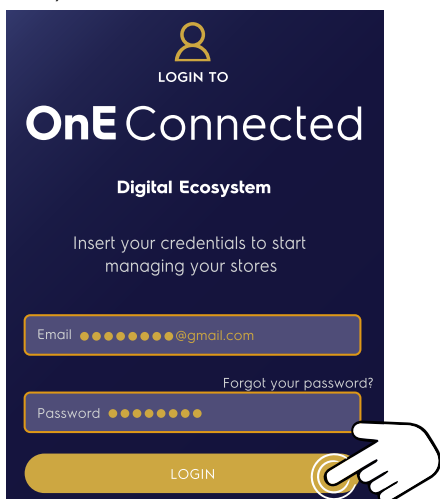 LOGIN TO
OnE Connected
Digital Ecosystem
Insert your credentials to start
managing your stores
Email ●●●●●●●●@gmail.com
Forgot your password?
Password ●●●●●●●●
LOGIN